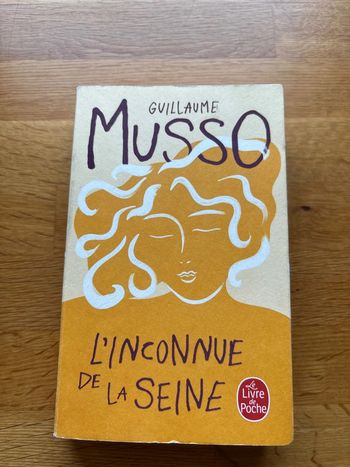 GUILLAUME
MUSSO
L'INCONNUE
DE LA SEINE
Le
Livre
de
Poche